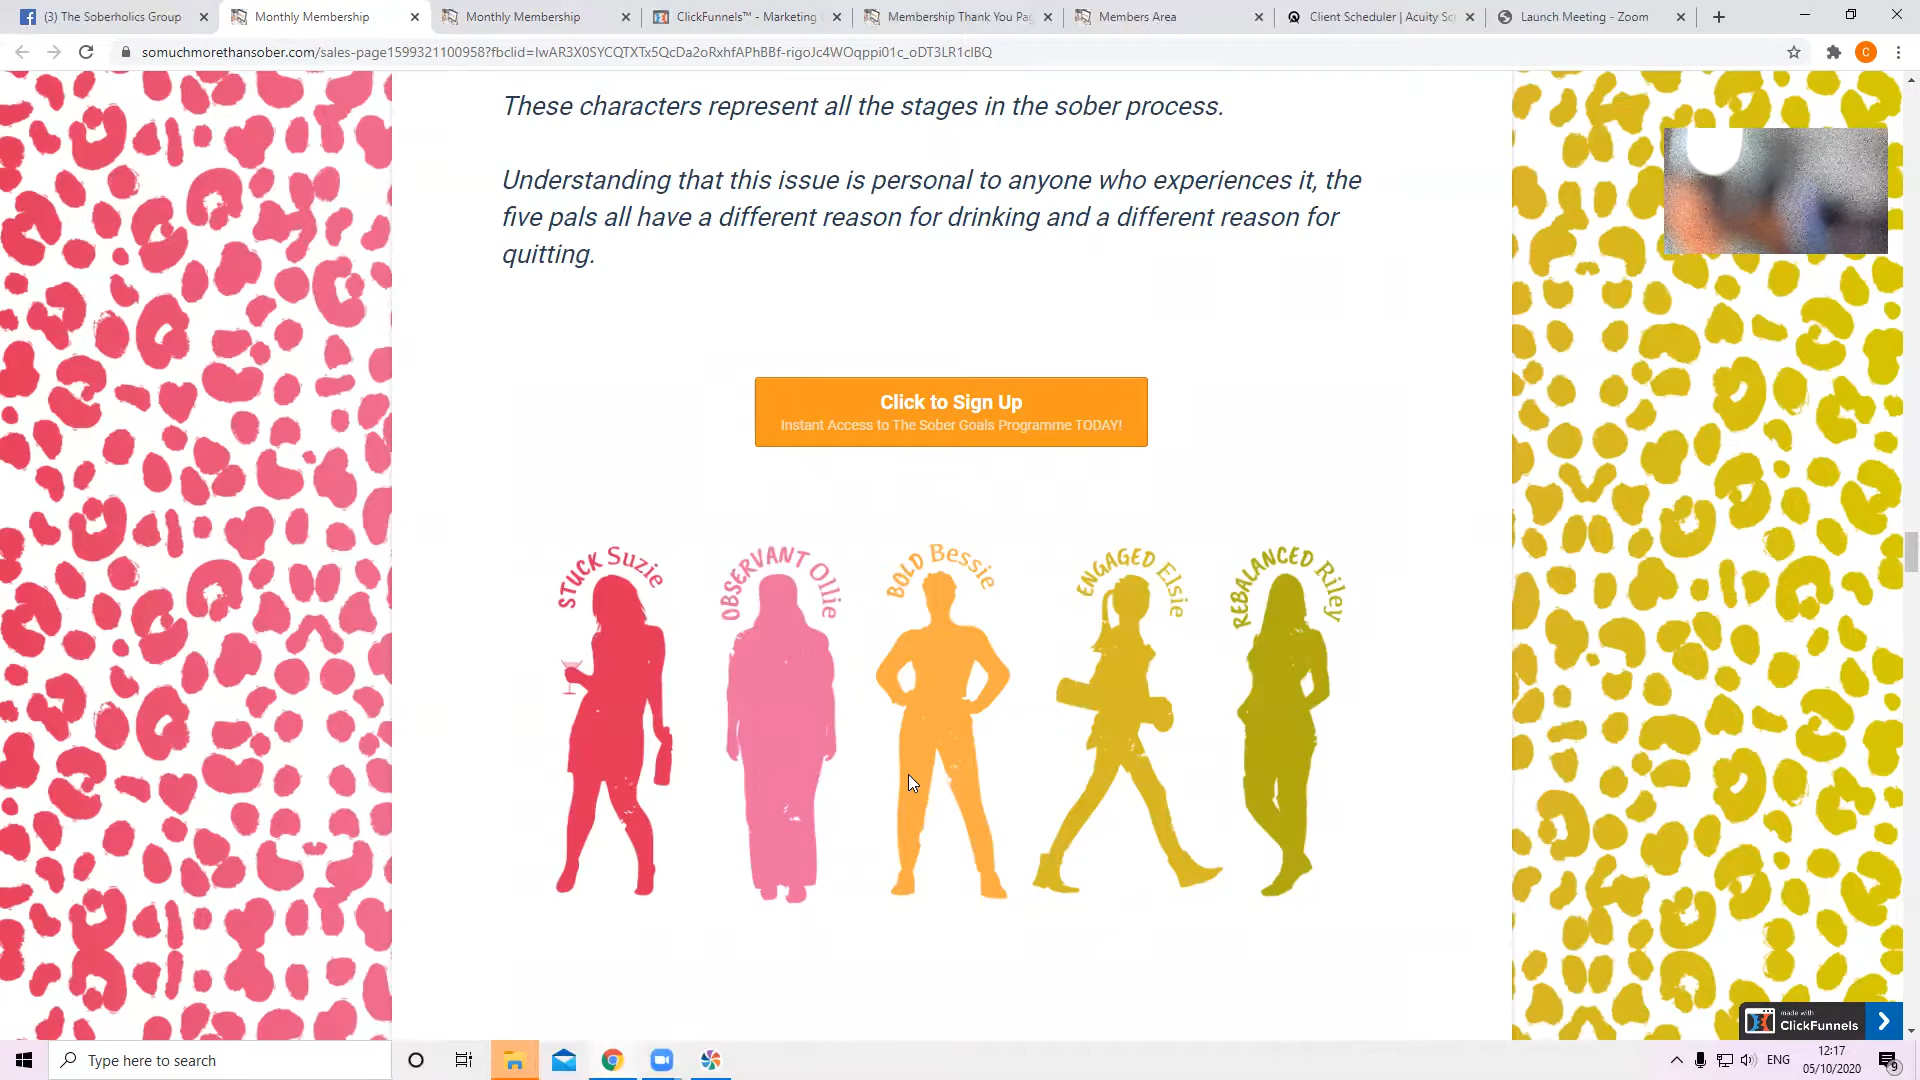 (3) The Soberholics Group
Monthly Membership
Monthly Membership
ClickFunnels™ - Marketing
Membership Thank You Pag
Members Area
Client Scheduler | Acuity Sc
Launch Meeting - Zoom
somuchmorethansober.com/sales-page1599321100958?fbclid=IwAR3X0SYCQTXTx5QcDa2oRxhfAPhBBf-rigoJc4WOqppi01c_oDT3LR1cIBQ
C
These characters represent all the stages in the sober process.
Understanding that this issue is personal to anyone who experiences it, the
five pals all have a different reason for drinking and a different reason for
quitting.
Click to Sign Up
Instant Access to The Sober Goals Programme TODAY!
STUCK Suzie
OBSERVANT Ollie
BOLD Bessie
ENGAGED Elsie
REBALANCED Riley
made with
ClickFunnels
Type here to search
ENG
12:17
05/10/2020
9